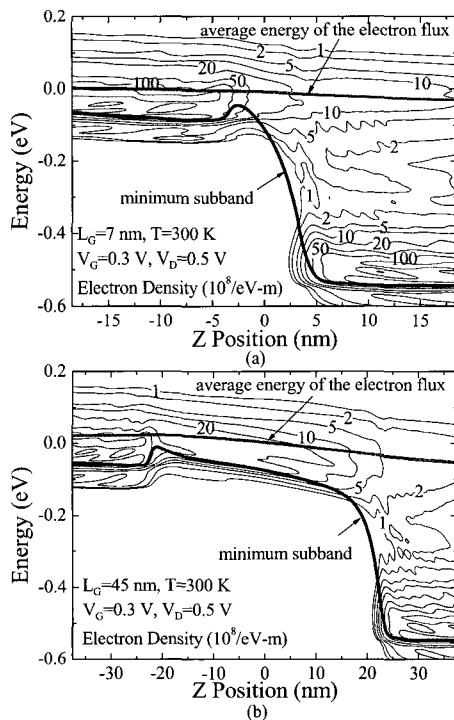 (a)
0.2
0.0
-0.2
-0.4
-0.6
Energy (eV)
average energy of the electron flux
2
1
20
5
100
50
10
10
5
2
minimum subband
1
2
5
10
20
50
100
L_G=7 nm, T=300 K
V_G=0.3 V, V_D=0.5 V
Electron Density (10^8/eV-m)
-15 -10 -5 0 5 10 15
Z Position (nm)
(a)
0.2
0.0
-0.2
-0.4
-0.6
Energy (eV)
1
average energy of the electron flux
20
10
5
2
5
2
1
minimum subband
L_G=45 nm, T=300 K
V_G=0.3 V, V_D=0.5 V
Electron Density (10^8/eV-m)
-30 -20 -10 0 10 20 30
Z Position (nm)
(b)